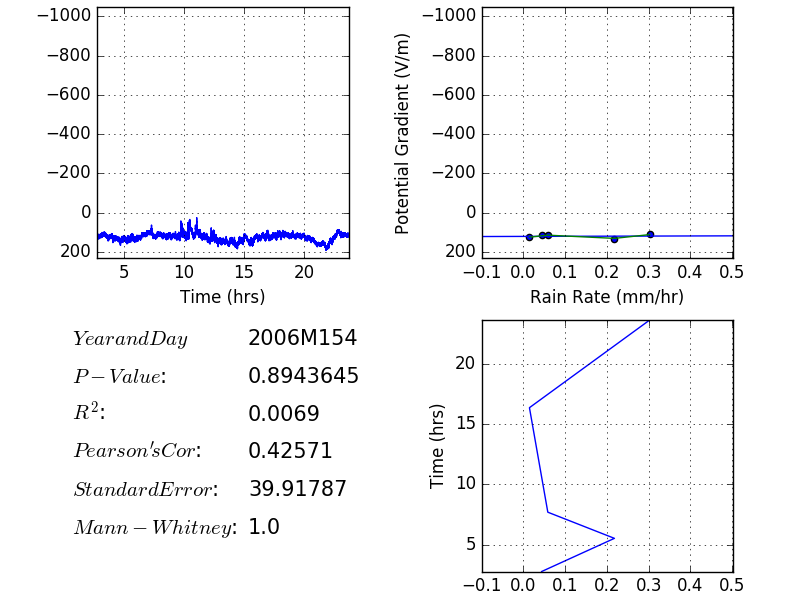 −1000
−800
−600
−400
−200
0
200
5 10 15 20
Time (hrs)
Potential Gradient (V/m)
−1000
−800
−600
−400
−200
0
200
−0.1 0.0 0.1 0.2 0.3 0.4 0.5
Rain Rate (mm/hr)
YearandDay 2006M154
P−Value: 0.8943645
R²: 0.0069
Pearson'sCor: 0.42571
StandardError: 39.91787
Mann−Whitney: 1.0
Time (hrs)
20
15
10
5
−0.1 0.0 0.1 0.2 0.3 0.4 0.5